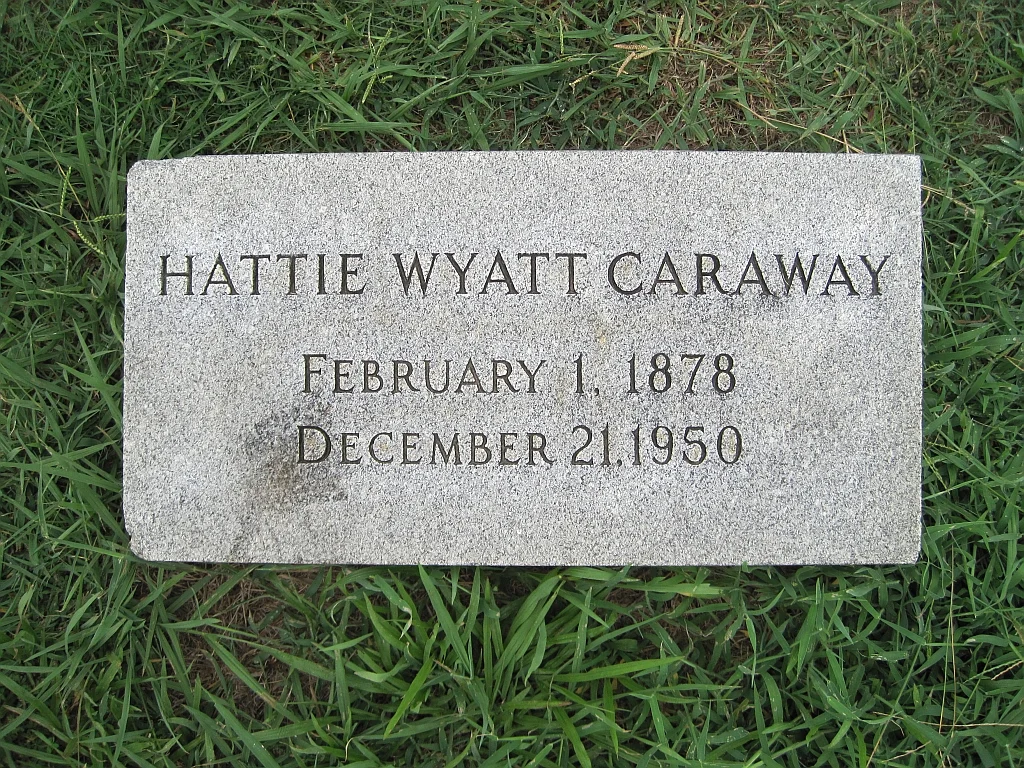 HATTIE WYATT CARAWAY
FEBRUARY 1, 1878
DECEMBER 21, 1950